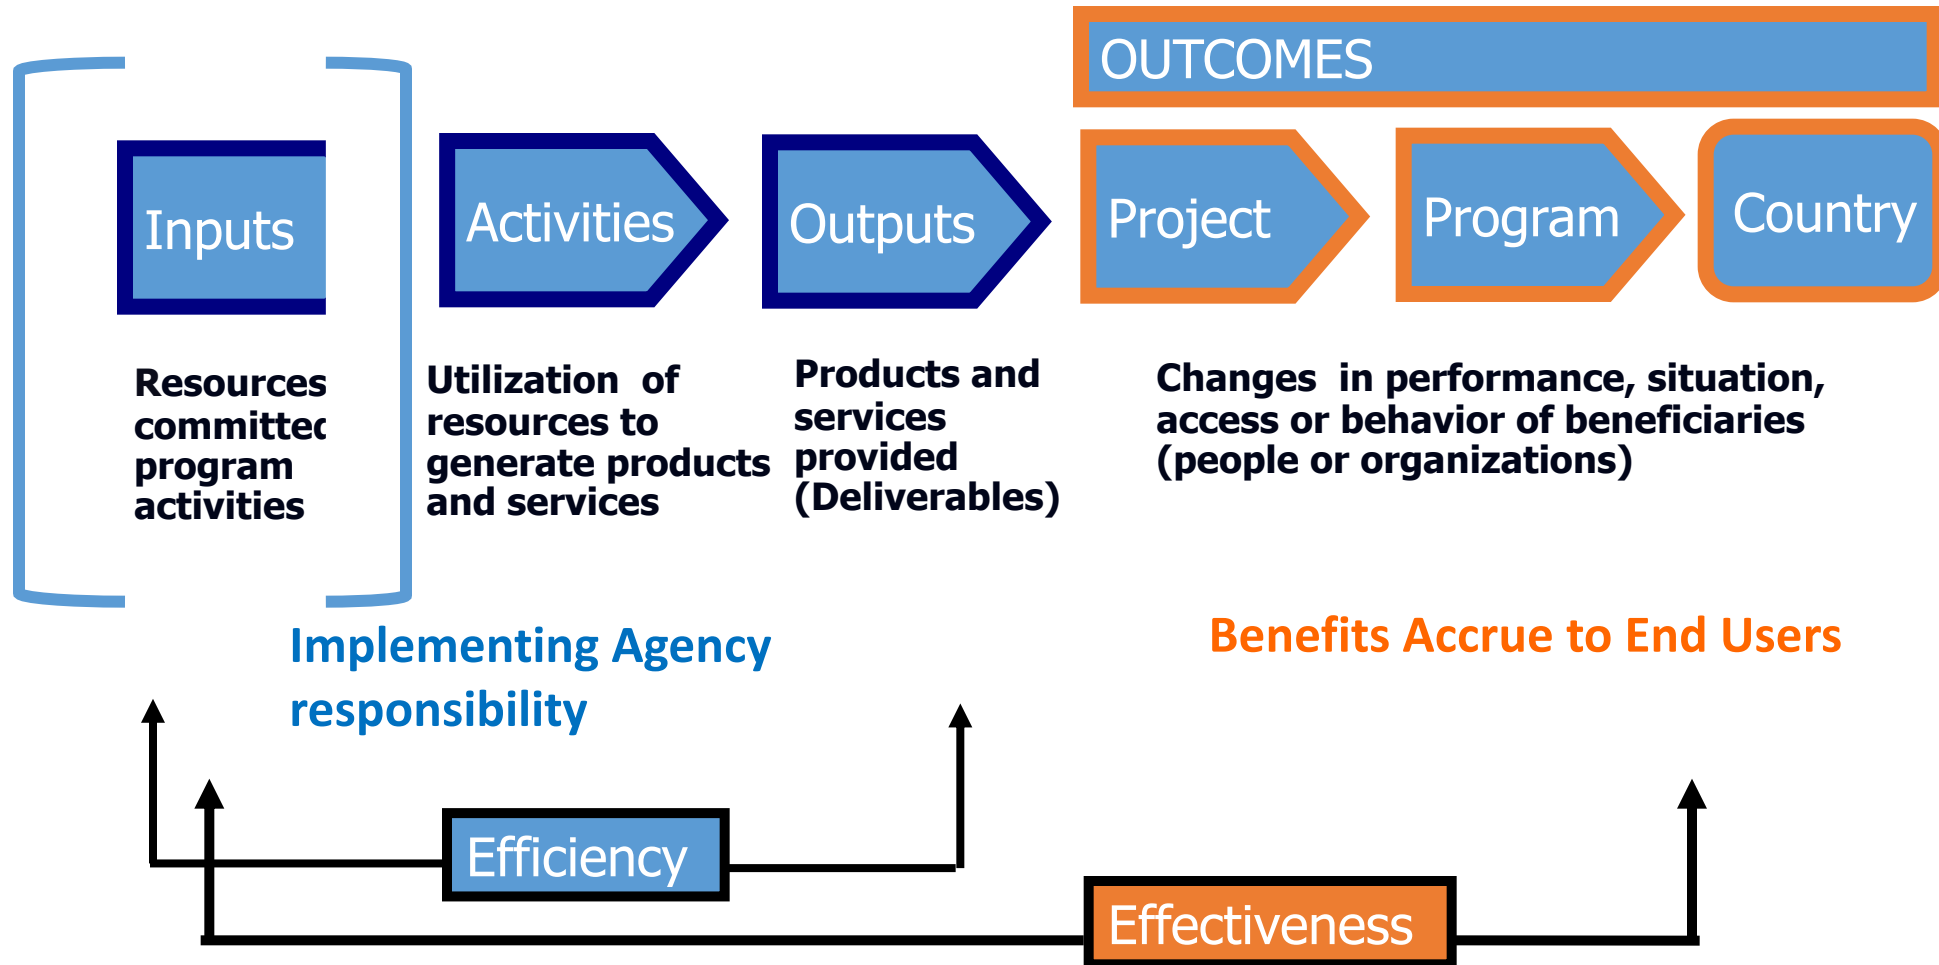 OUTCOMES
Inputs
Activities
Outputs
Project
Program
Country
Resources
committed
program
activities
Utilization of
resources to
generate products
and services
Products and
services
provided
(Deliverables)
Changes in performance, situation,
access or behavior of beneficiaries
(people or organizations)
Implementing Agency
responsibility
Benefits Accrue to End Users
Efficiency
Effectiveness